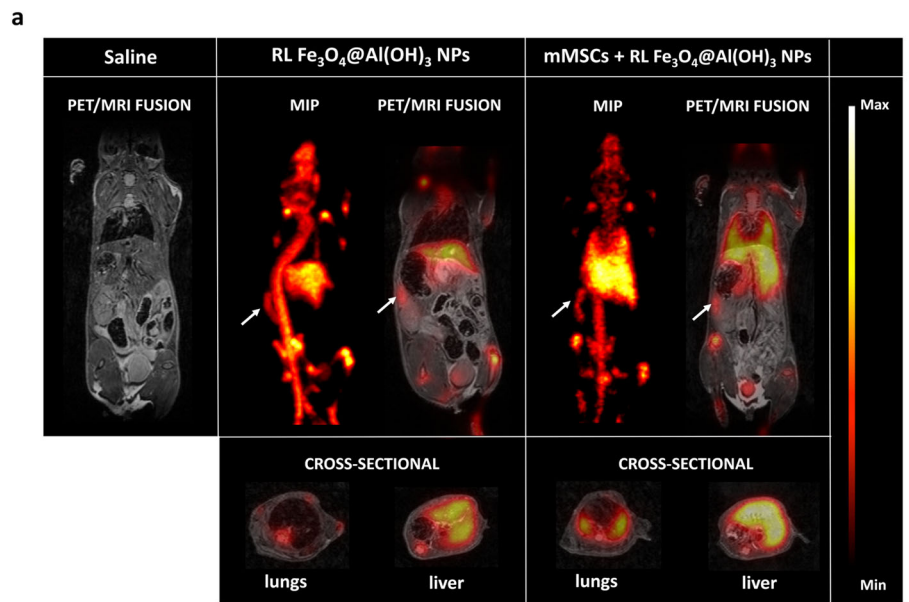 a
Saline
RL Fe₃O₄@Al(OH)₃ NPs
mMSCs + RL Fe₃O₄@Al(OH)₃ NPs
PET/MRI FUSION
MIP
PET/MRI FUSION
MIP
PET/MRI FUSION
Max
CROSS-SECTIONAL
CROSS-SECTIONAL
lungs
liver
lungs
liver
Min